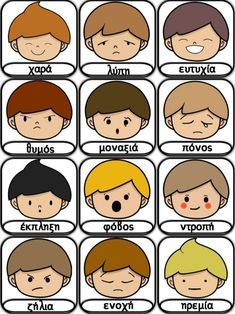 χαρά
λύπη
ευτυχία
θυμός
μοναξιά
πόνος
έκπληξη
φόβος
ντροπή
ζήλια
ενοχή
ηρεμία